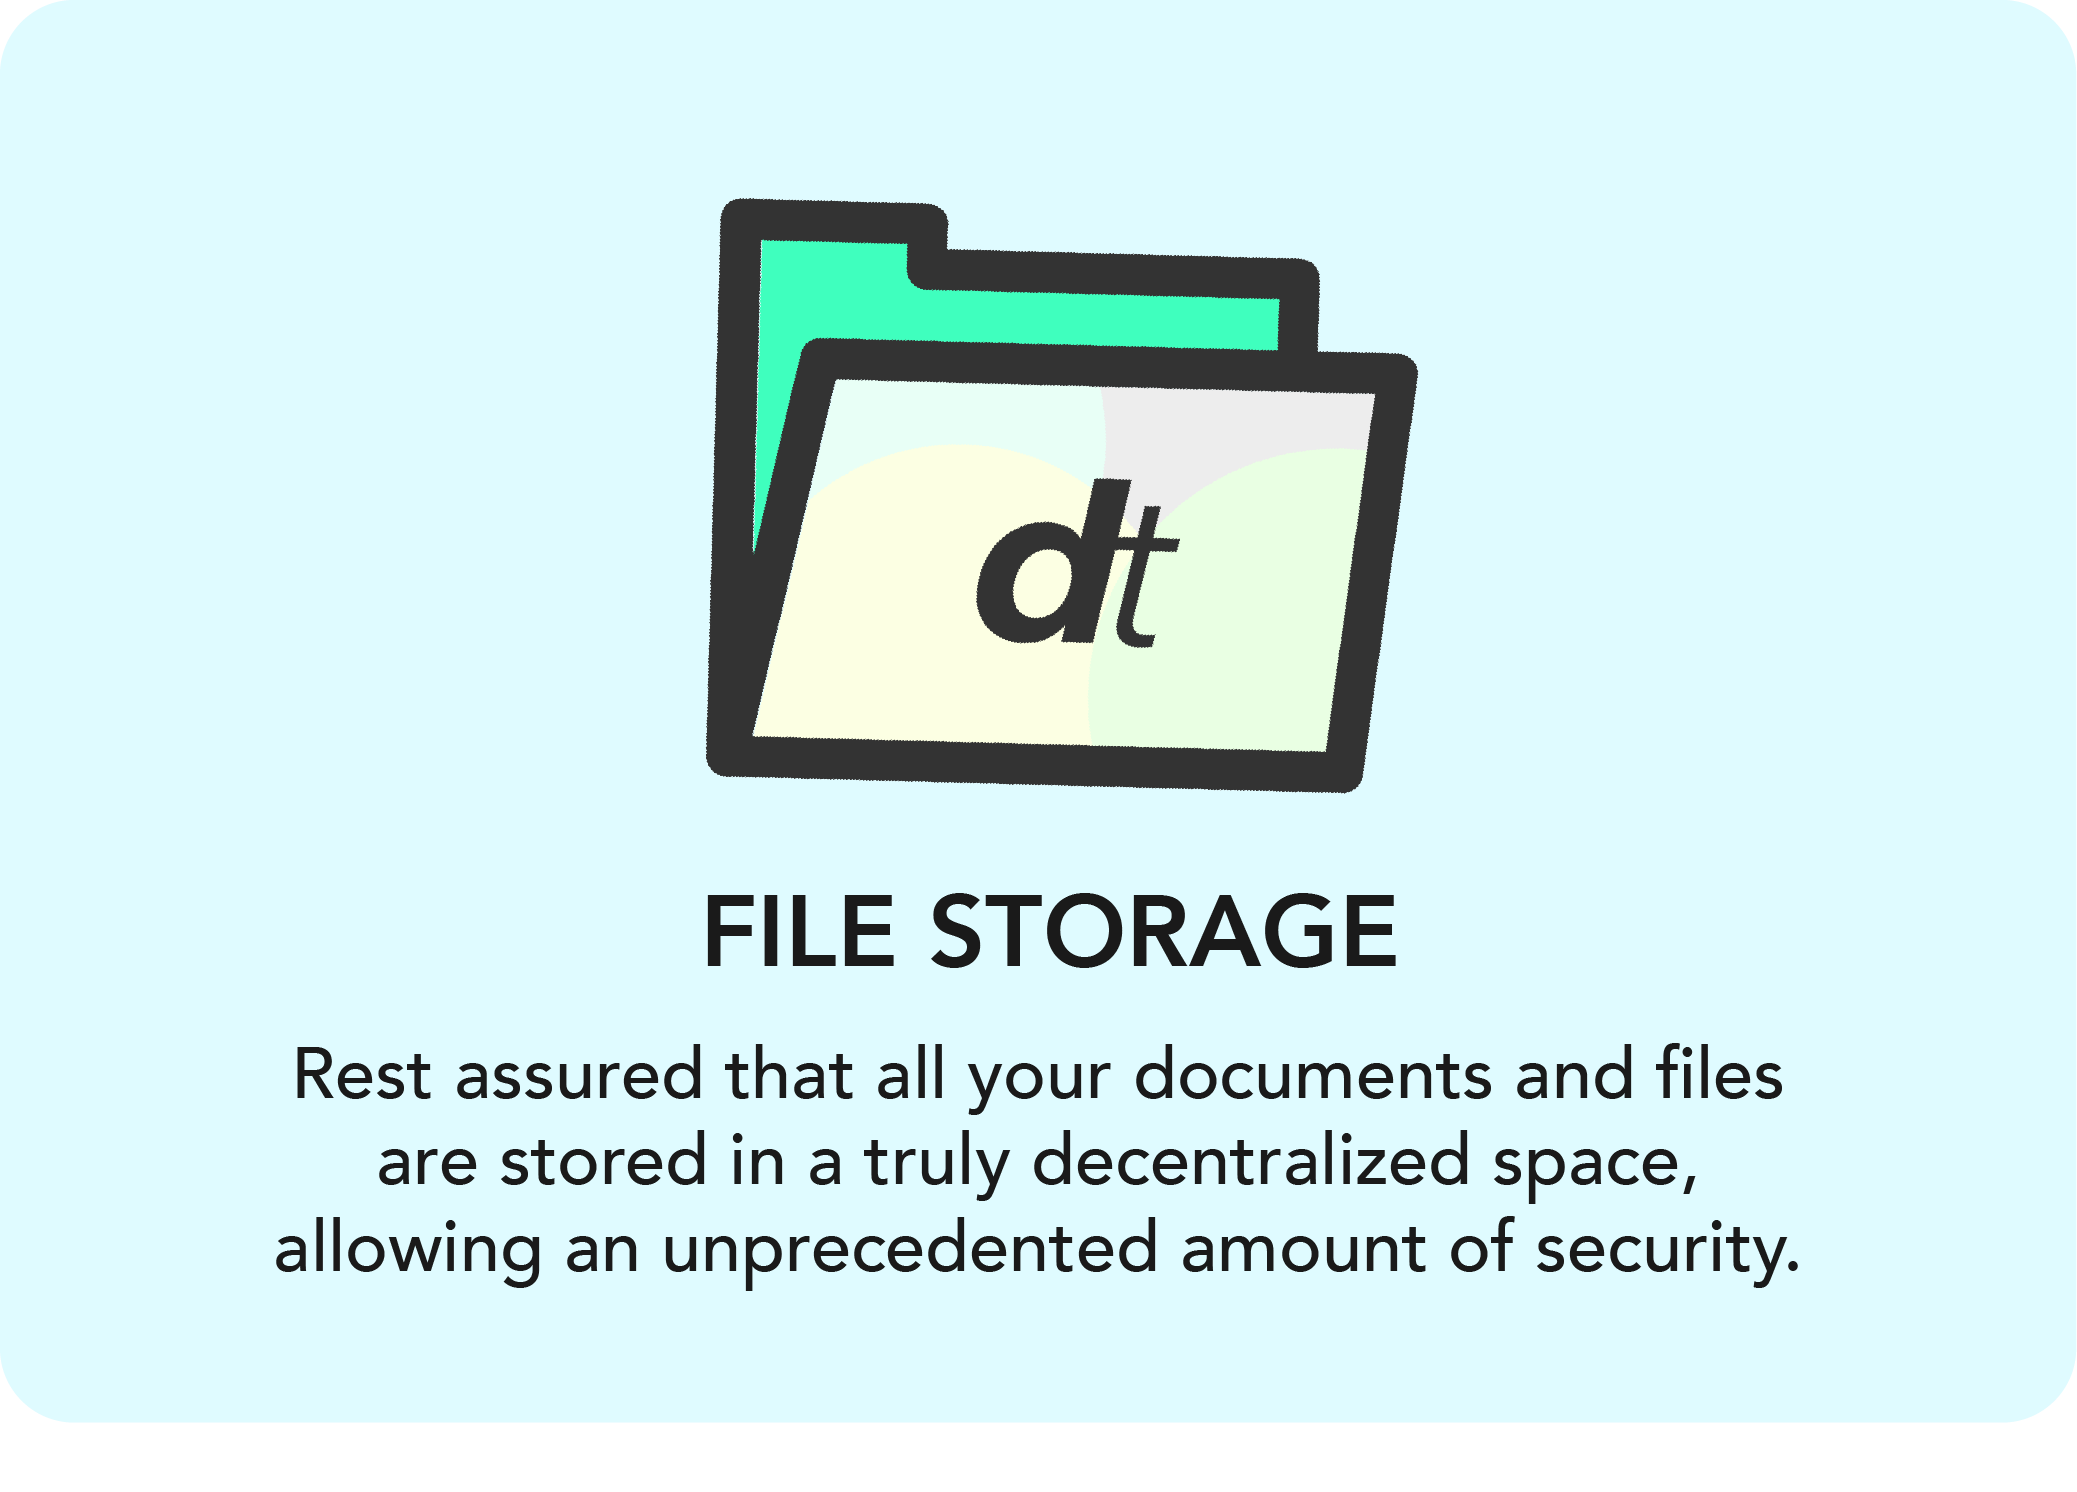 dt
FILE STORAGE
Rest assured that all your documents and files
are stored in a truly decentralized space,
allowing an unprecedented amount of security.